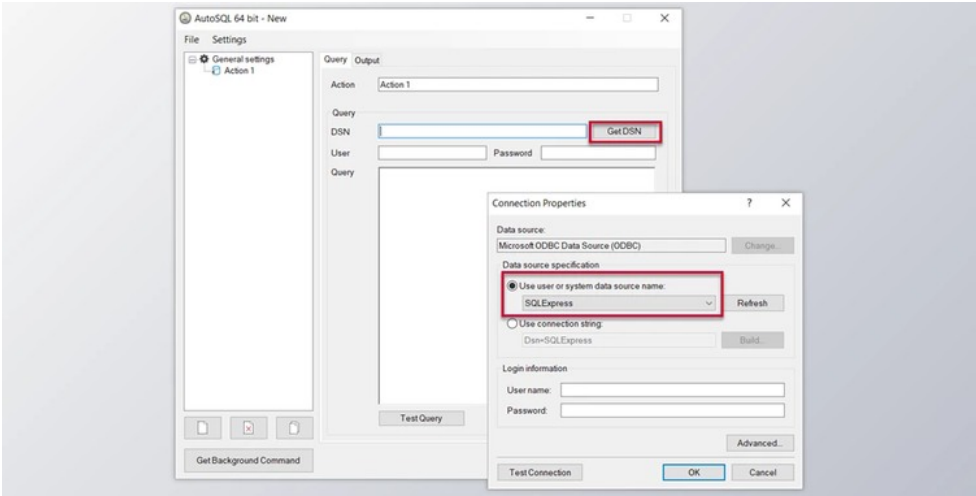 AutoSQL 64 bit - New
File Settings
General settings
Action 1
Query Output
Action Action 1
Query
DSN Get DSN
User Password
Query
Test Query
Get Background Command
Connection Properties ?
Data source:
Microsoft ODBC Data Source (ODBC) Change...
Data source specification
Use user or system data source name:
SQLExpress Refresh
Use connection string:
Dsn=SQLExpress Build...
Login information
User name:
Password:
Advanced...
Test Connection OK Cancel